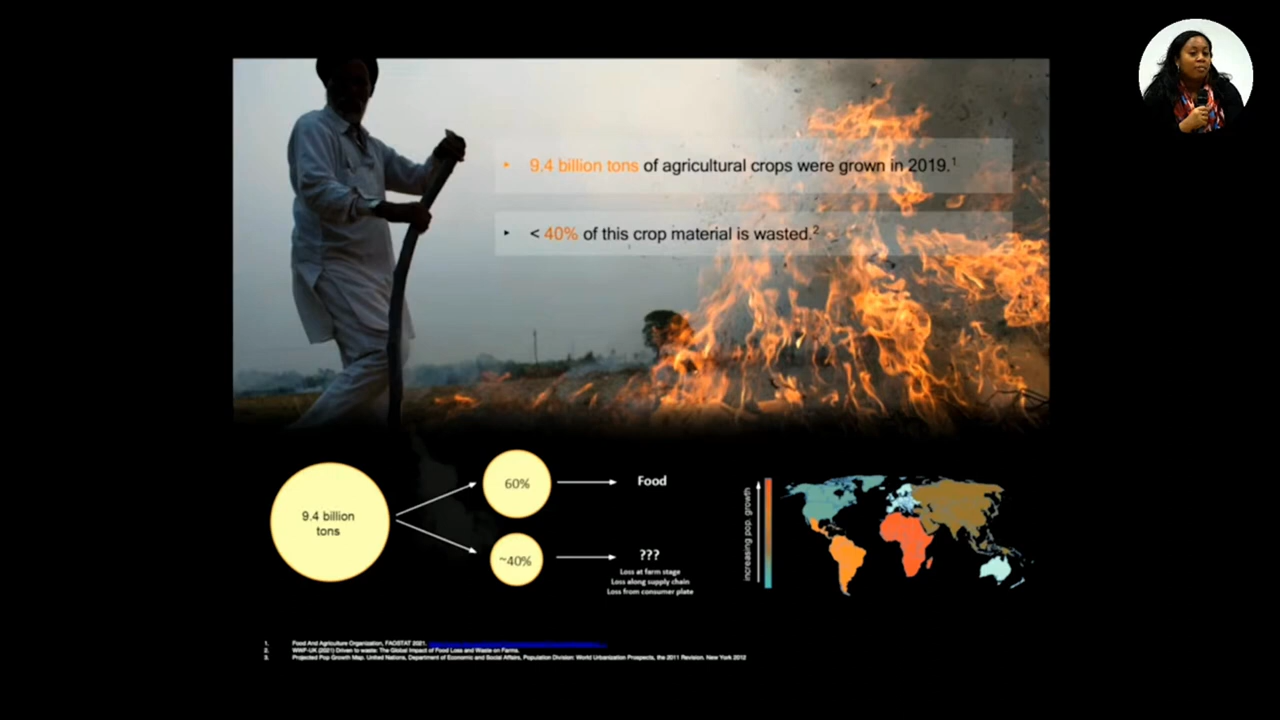 9.4 billion tons of agricultural crops were grown in 2019.1
< 40% of this crop material is wasted.2
9.4 billion
tons
60%
Food
~40%
???
Loss at farm stage
Loss along supply chain
Loss from consumer plate
increasing pop. growth
1. Food And Agriculture Organization, FAOSTAT 2021.
2. WWF-UK (2021) Driven to waste: The Global Impact of Food Loss and Waste on Farms.
3. Projected Pop Growth Map. United Nations, Department of Economic and Social Affairs, Population Division: World Urbanization Prospects, the 2011 Revision. New York 2012